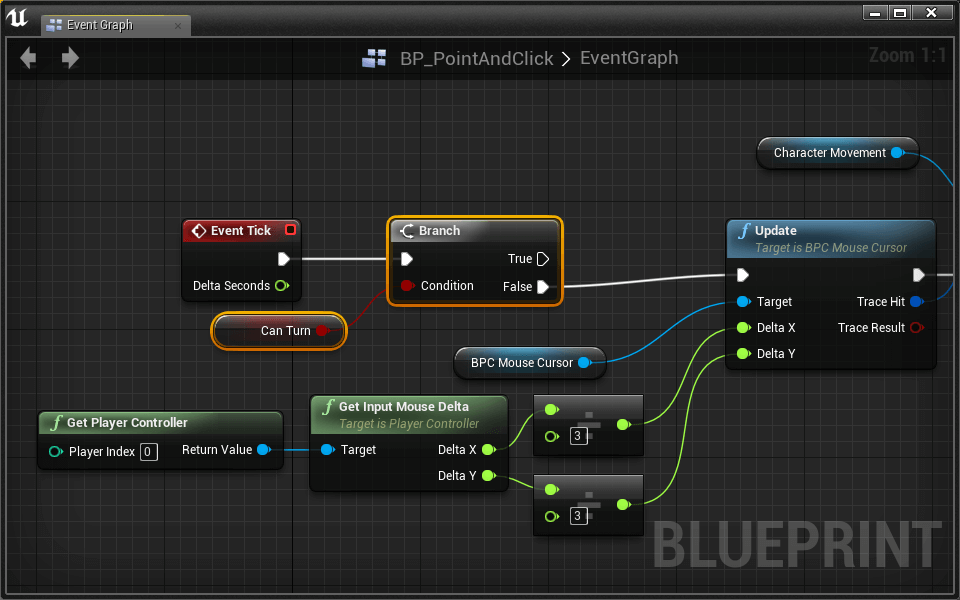 Event Graph
BP_PointAndClick > EventGraph
Zoom 1:1
Character Movement
Event Tick
Delta Seconds
Branch
True
Condition
False
Can Turn
Update
Target is BPC Mouse Cursor
Target
Trace Hit
Delta X
Trace Result
Delta Y
BPC Mouse Cursor
Get Player Controller
Player Index 0
Return Value
Get Input Mouse Delta
Target is Player Controller
Target
Delta X
Delta Y
3
3
BLUEPRINT